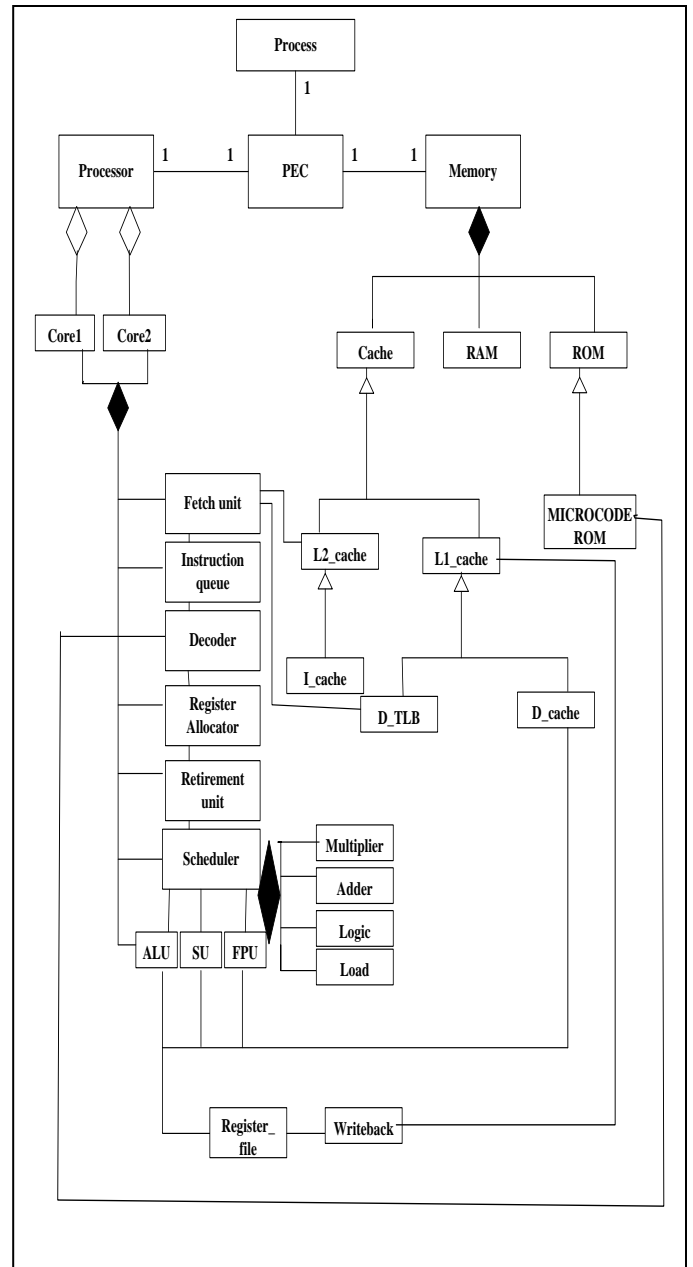 Process
1
Processor
1
1
PEC
1
1
Memory
Core1
Core2
Cache
RAM
ROM
Fetch unit
L2_cache
L1_cache
MICROCODE
ROM
Instruction
queue
Decoder
I_cache
Register
Allocator
D_TLB
D_cache
Retirement
unit
Scheduler
Multiplier
Adder
Logic
Load
ALU
SU
FPU
Register_
file
Writeback